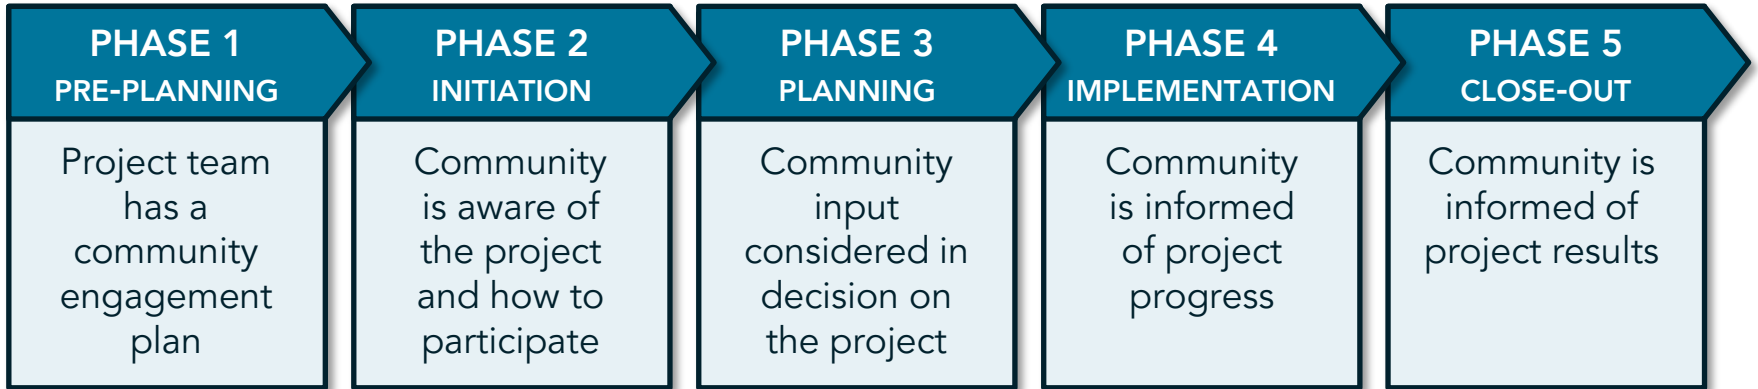 PHASE 1
PRE-PLANNING
Project team
has a
community
engagement
plan
PHASE 2
INITIATION
Community
is aware of
the project
and how to
participate
PHASE 3
PLANNING
Community
input
considered in
decision on
the project
PHASE 4
IMPLEMENTATION
Community
is informed
of project
progress
PHASE 5
CLOSE-OUT
Community is
informed of
project results